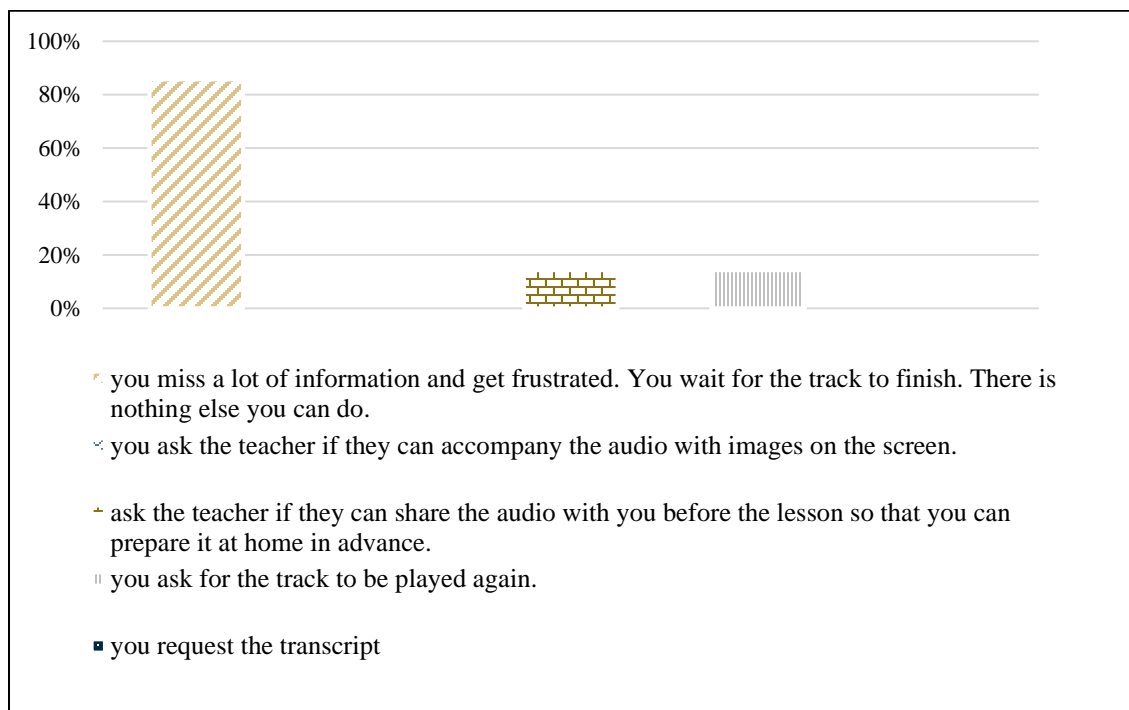 100%
80%
60%
40%
20%
0%
you miss a lot of information and get frustrated. You wait for the track to finish. There is
nothing else you can do.
you ask the teacher if they can accompany the audio with images on the screen.
ask the teacher if they can share the audio with you before the lesson so that you can
prepare it at home in advance.
you ask for the track to be played again.
you request the transcript